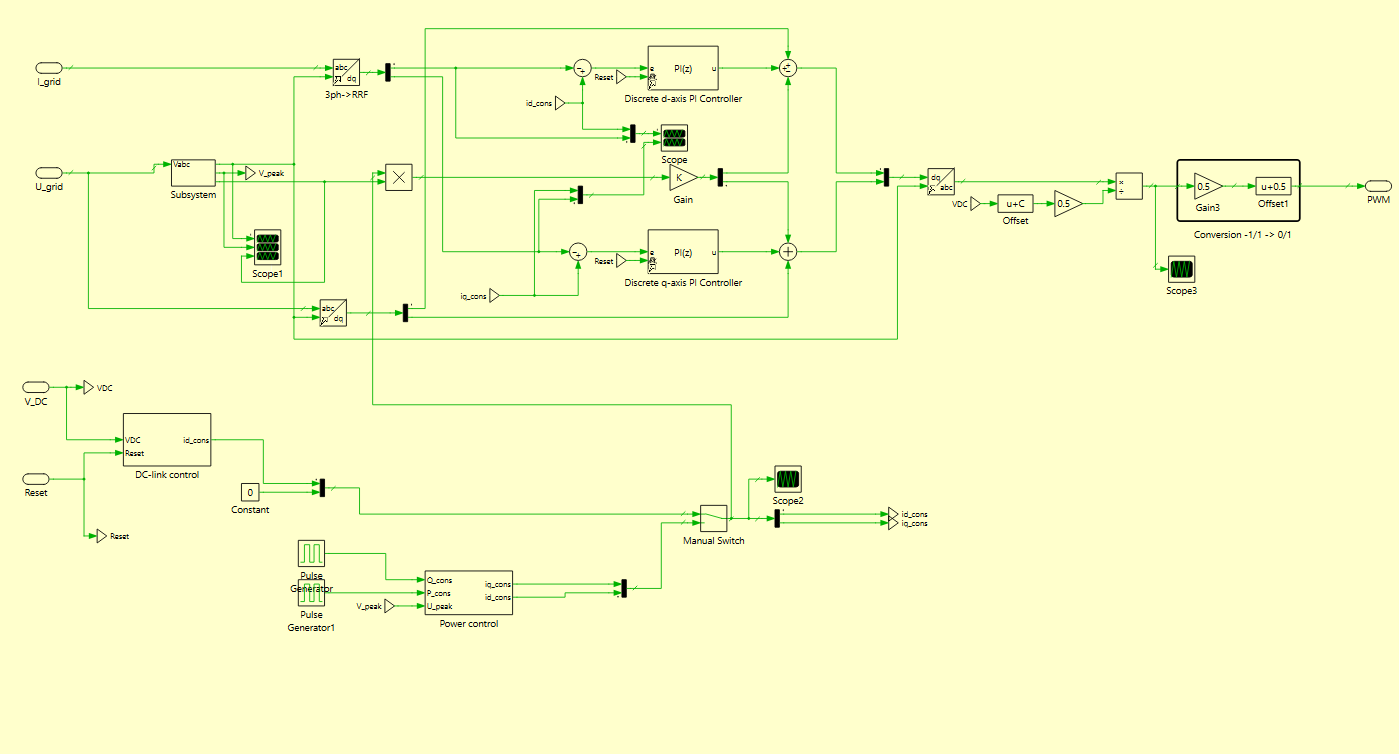 I_grid
abc
dq
3ph->RRF
- +
Reset
e
PI(z)
u
Discrete d-axis PI Controller
id_cons
Scope
U_grid
Vabc
Subsystem
V_peak
K
Gain
dq
abc
VDC
u+C
Offset
0.5
×
÷
0.5
Gain3
u+0.5
Offset1
Conversion -1/1 -> 0/1
PWM
Scope3
Scope1
- +
Reset
e
PI(z)
u
+
Discrete q-axis PI Controller
iq_cons
abc
dq
V_DC
VDC
VDC
Reset
id_cons
DC-link control
Reset
Reset
0
Constant
Manual Switch
Scope2
id_cons
iq_cons
Pulse
Generator
Pulse
Generator1
V_peak
Q_cons
P_cons
U_peak
iq_cons
id_cons
Power control